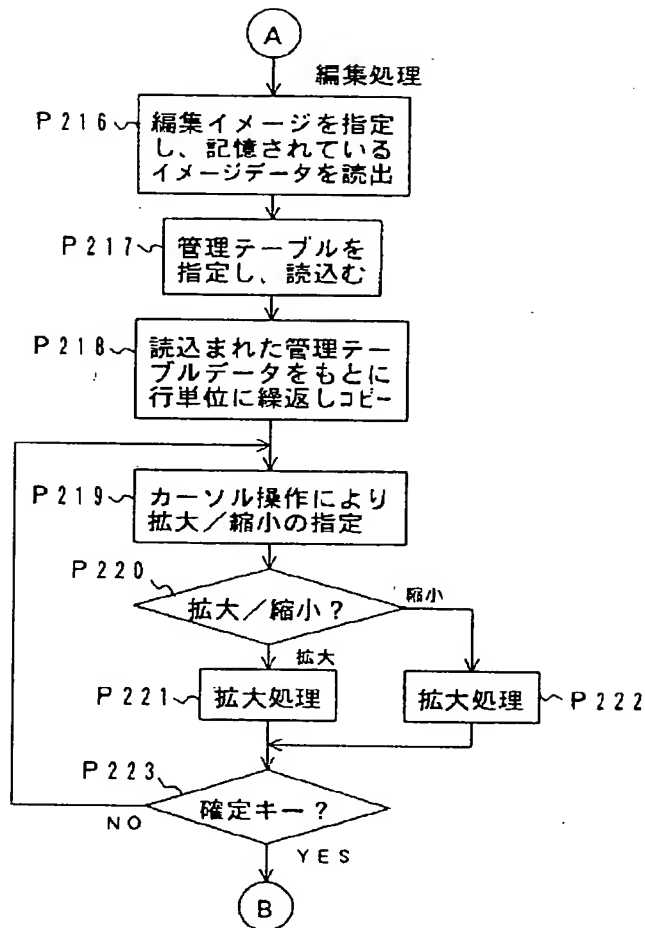 A
編集処理
P216
編集イメージを指定
し、記憶されている
イメージデータを読出
P217
管理テーブルを
指定し、読込む
P218
読込まれた管理テー
ブルデータをもとに
行単位に繰返しコピー
P219
カーソル操作により
拡大／縮小の指定
P220
拡大／縮小？
縮小
拡大
P221
拡大処理
拡大処理
P222
P223
確定キー？
NO
YES
B